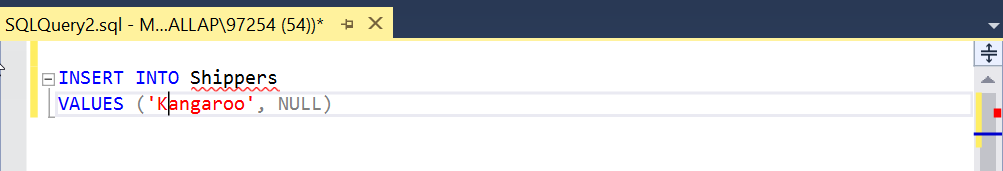 SQLQuery2.sql - M...ALLAP\97254 (54))*
INSERT INTO Shippers
VALUES ('Kangaroo', NULL)